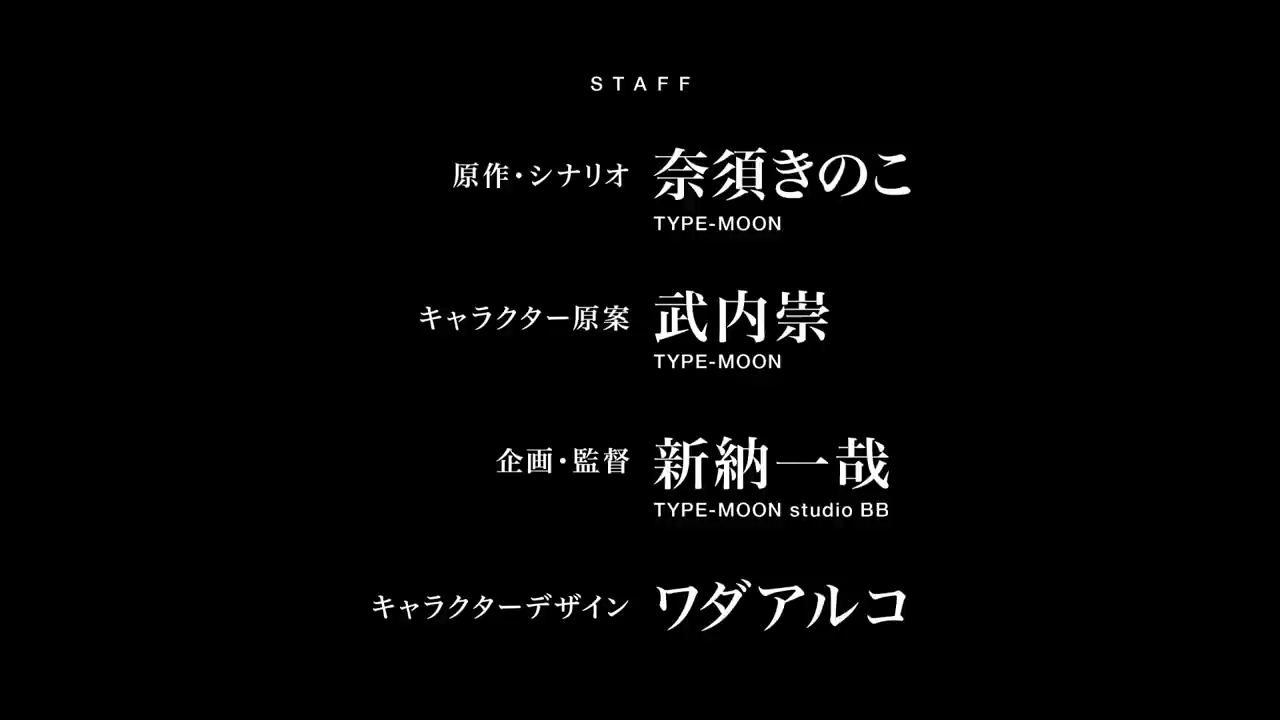 STAFF
原作・シナリオ 奈須きのこ
TYPE-MOON
キャラクター原案 武内崇
TYPE-MOON
企画・監督 新納一哉
TYPE-MOON studio BB
キャラクターデザイン ワダアルコ